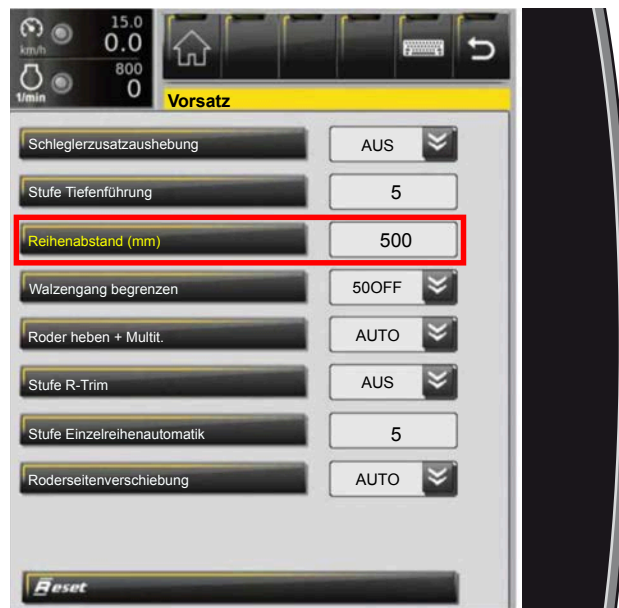 15.0
km/h 0.0
800
1/min 0
Vorsatz
Schleglerzusatzaushebung AUS
Stufe Tiefenführung 5
Reihenabstand (mm) 500
Walzengang begrenzen 50OFF
Roder heben + Multit. AUTO
Stufe R-Trim AUS
Stufe Einzelreihenautomatik 5
Roderseitenverschiebung AUTO
Reset